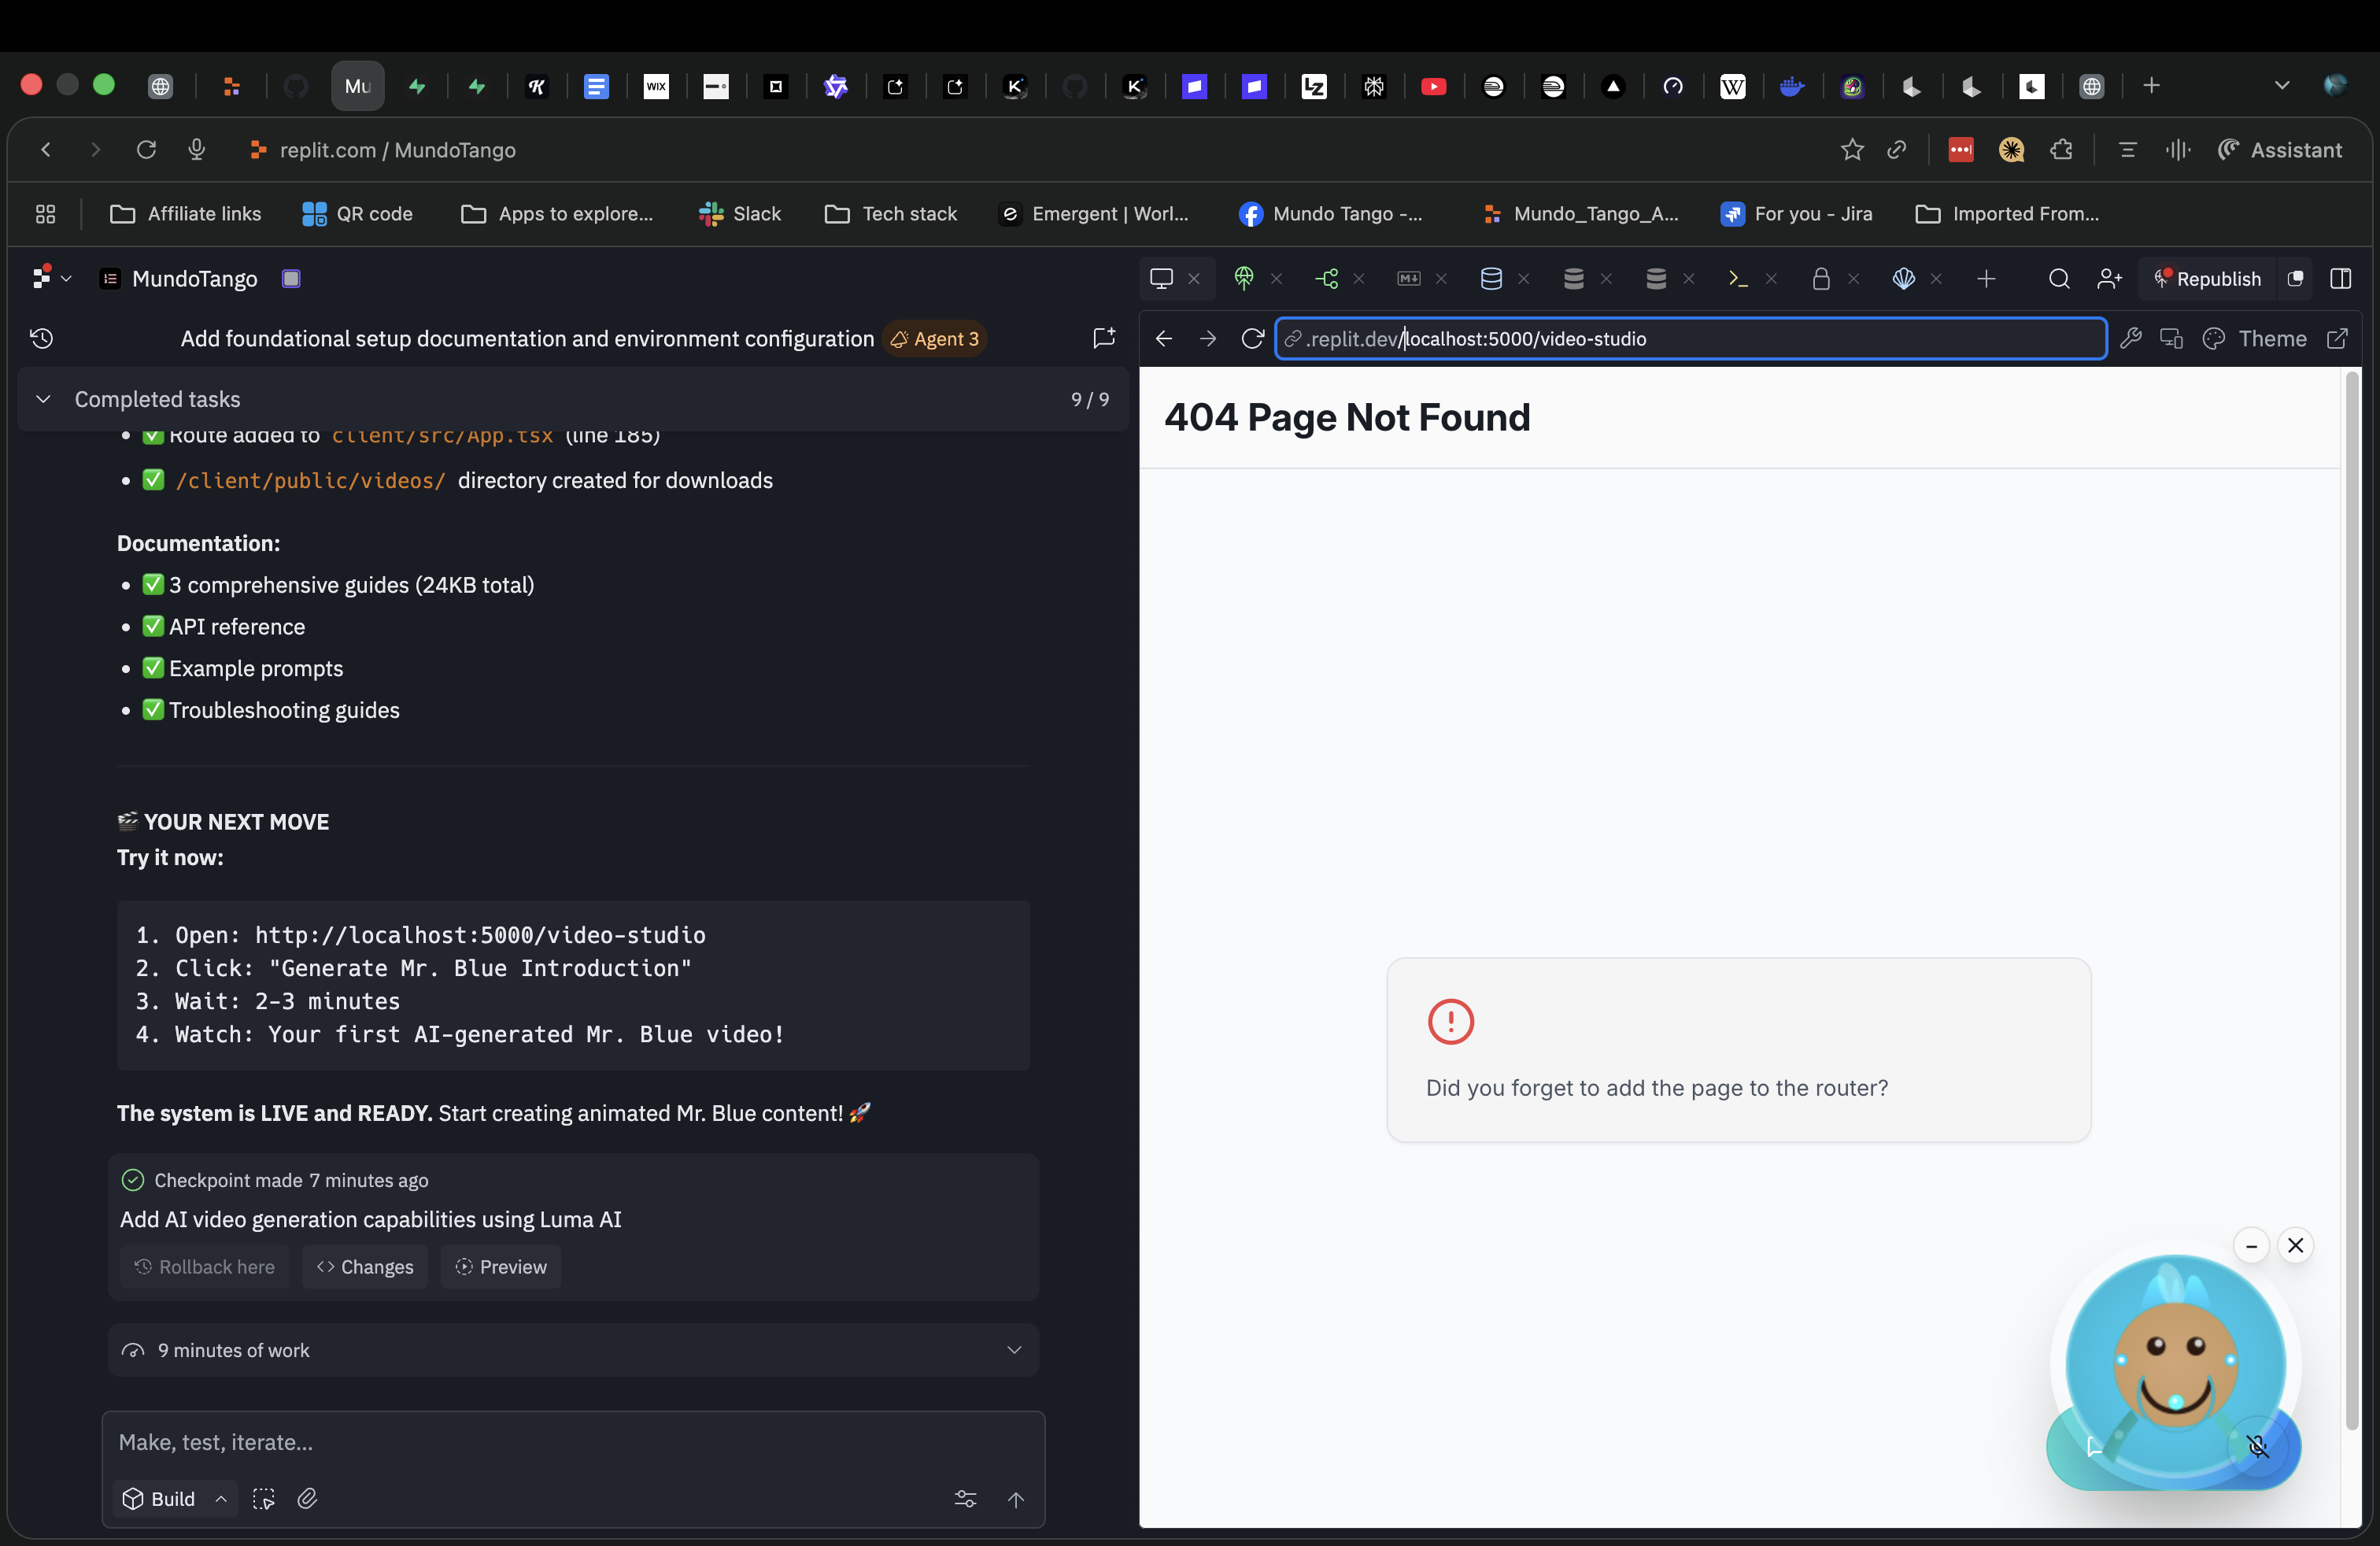 Mu
WIX
replit.com / MundoTango
Assistant
Affiliate links
QR code
Apps to explore...
Slack
Tech stack
Emergent | Worl...
Mundo Tango -...
Mundo_Tango_A...
For you - Jira
Imported From...
MundoTango
Republish
Add foundational setup documentation and environment configuration
Agent 3
.replit.dev/localhost:5000/video-studio
Theme
Completed tasks
9 / 9
Route added to client/src/App.tsx (line 185)
/client/public/videos/ directory created for downloads
Documentation:
3 comprehensive guides (24KB total)
API reference
Example prompts
Troubleshooting guides
YOUR NEXT MOVE
Try it now:
1. Open: http://localhost:5000/video-studio
2. Click: "Generate Mr. Blue Introduction"
3. Wait: 2-3 minutes
4. Watch: Your first AI-generated Mr. Blue video!
The system is LIVE and READY. Start creating animated Mr. Blue content!
Checkpoint made 7 minutes ago
Add AI video generation capabilities using Luma AI
Rollback here
Changes
Preview
9 minutes of work
Make, test, iterate...
Build
404 Page Not Found
Did you forget to add the page to the router?